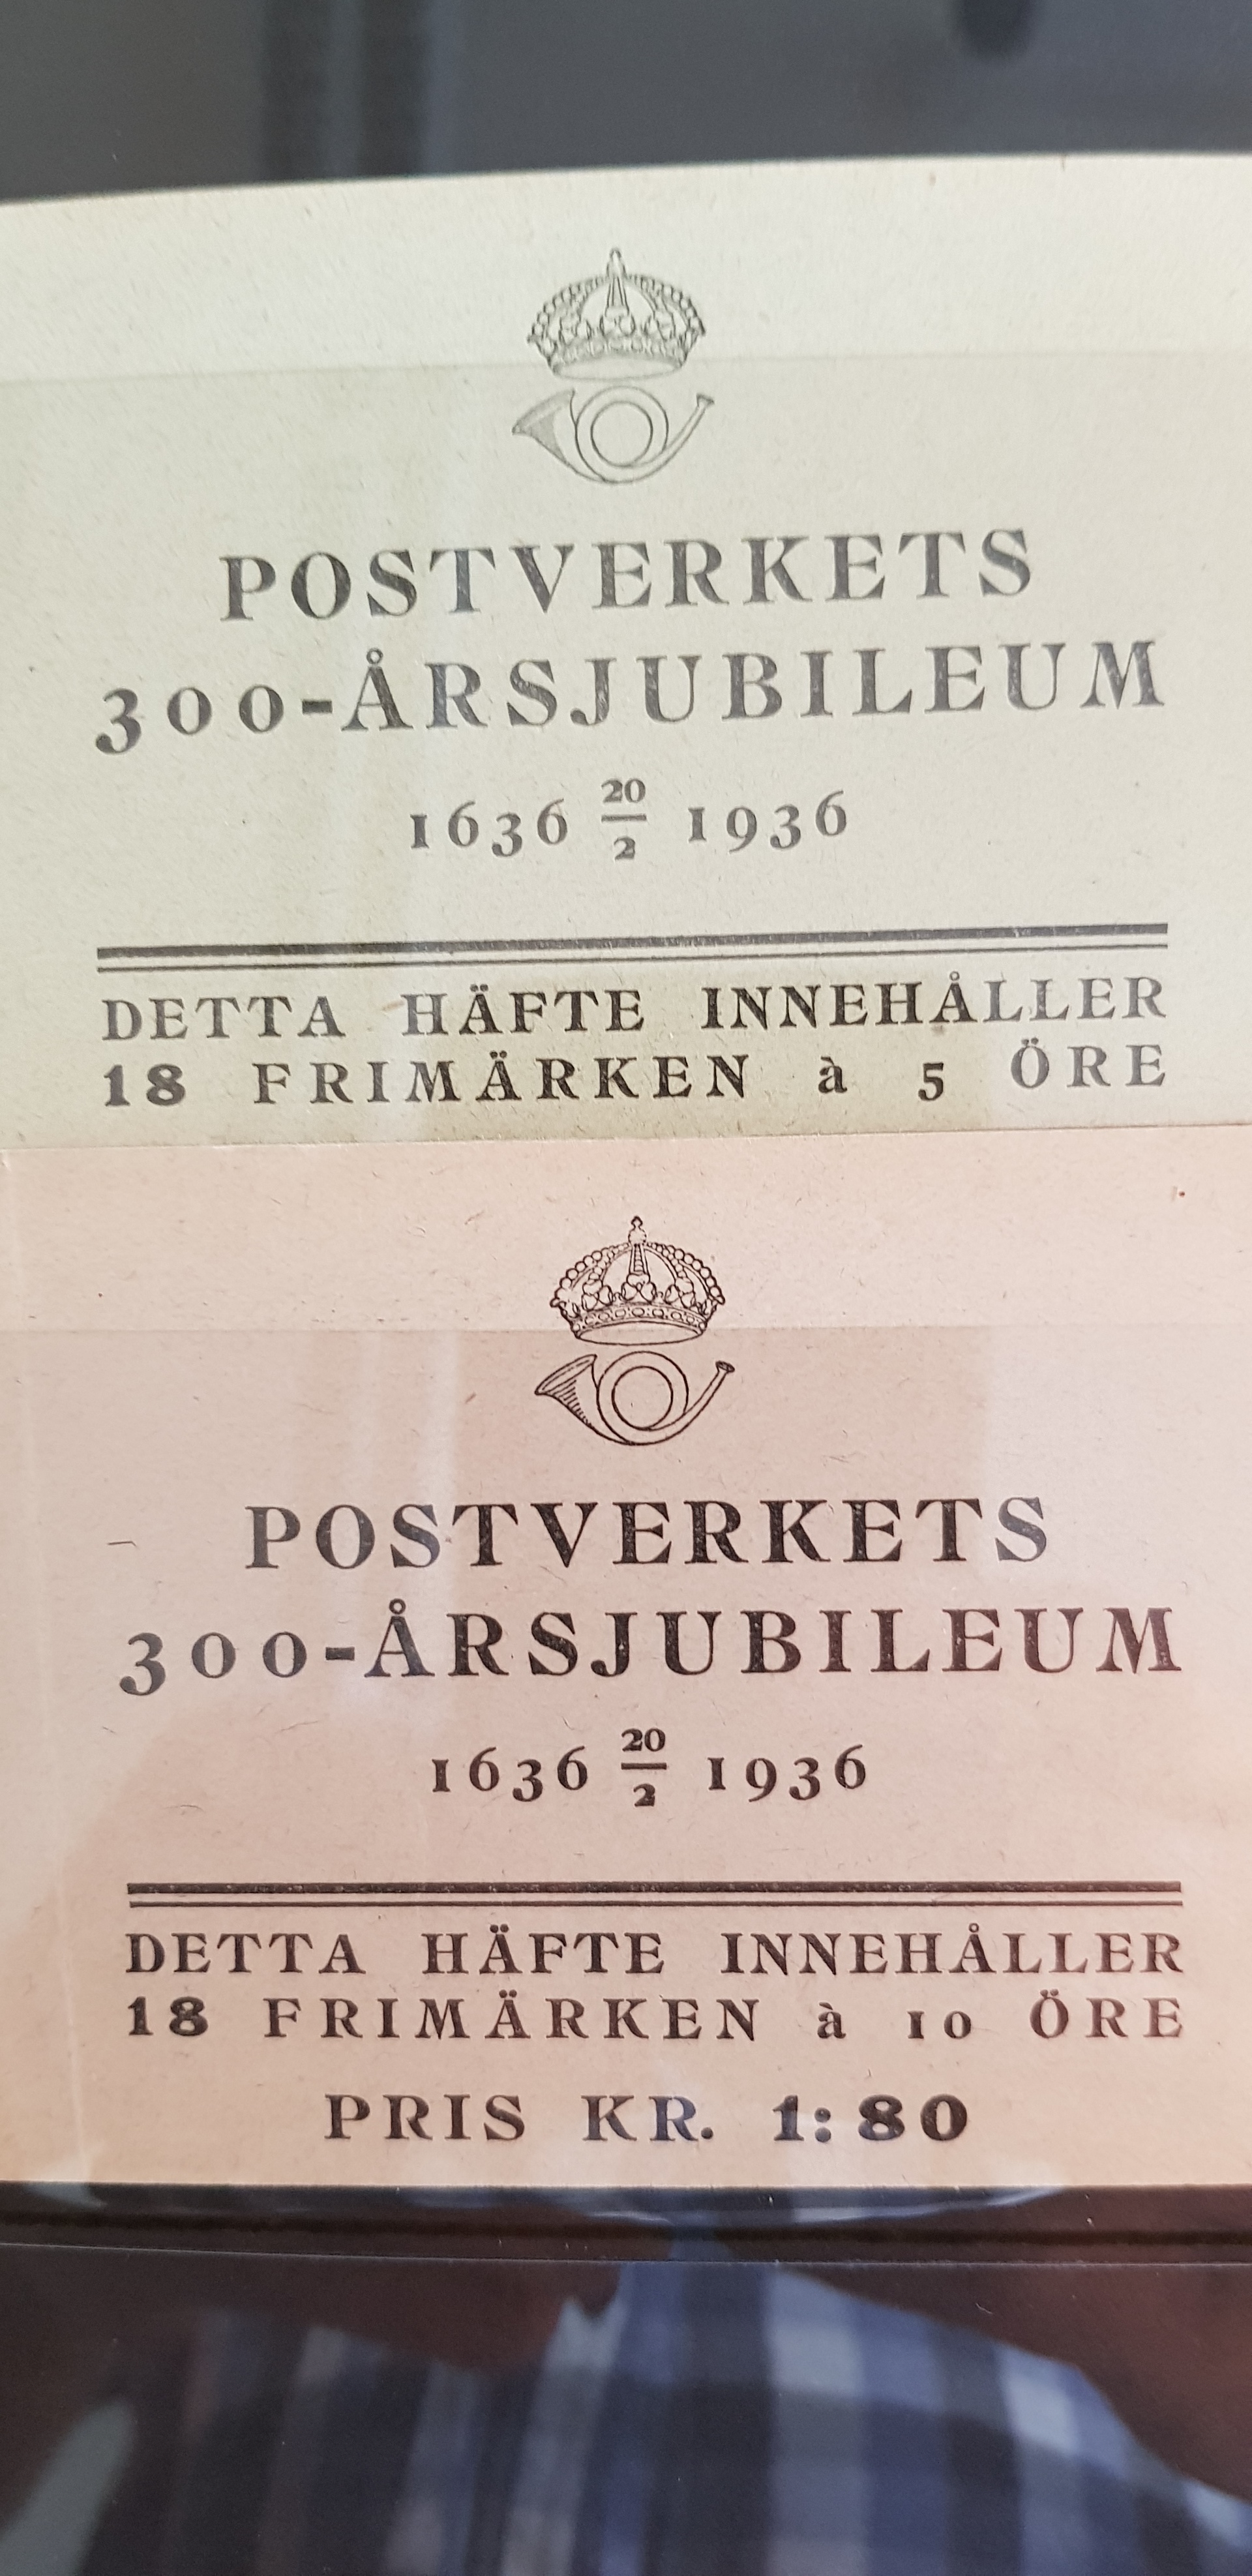 POSTVERKETS
300-ÅRSJUBILEUM
1636 20/2 1936
DETTA HÄFTE INNEHÅLLER
18 FRIMÄRKEN à 5 ÖRE
POSTVERKETS
300-ÅRSJUBILEUM
1636 20/2 1936
DETTA HÄFTE INNEHÅLLER
18 FRIMÄRKEN à 10 ÖRE
PRIS KR. 1:80